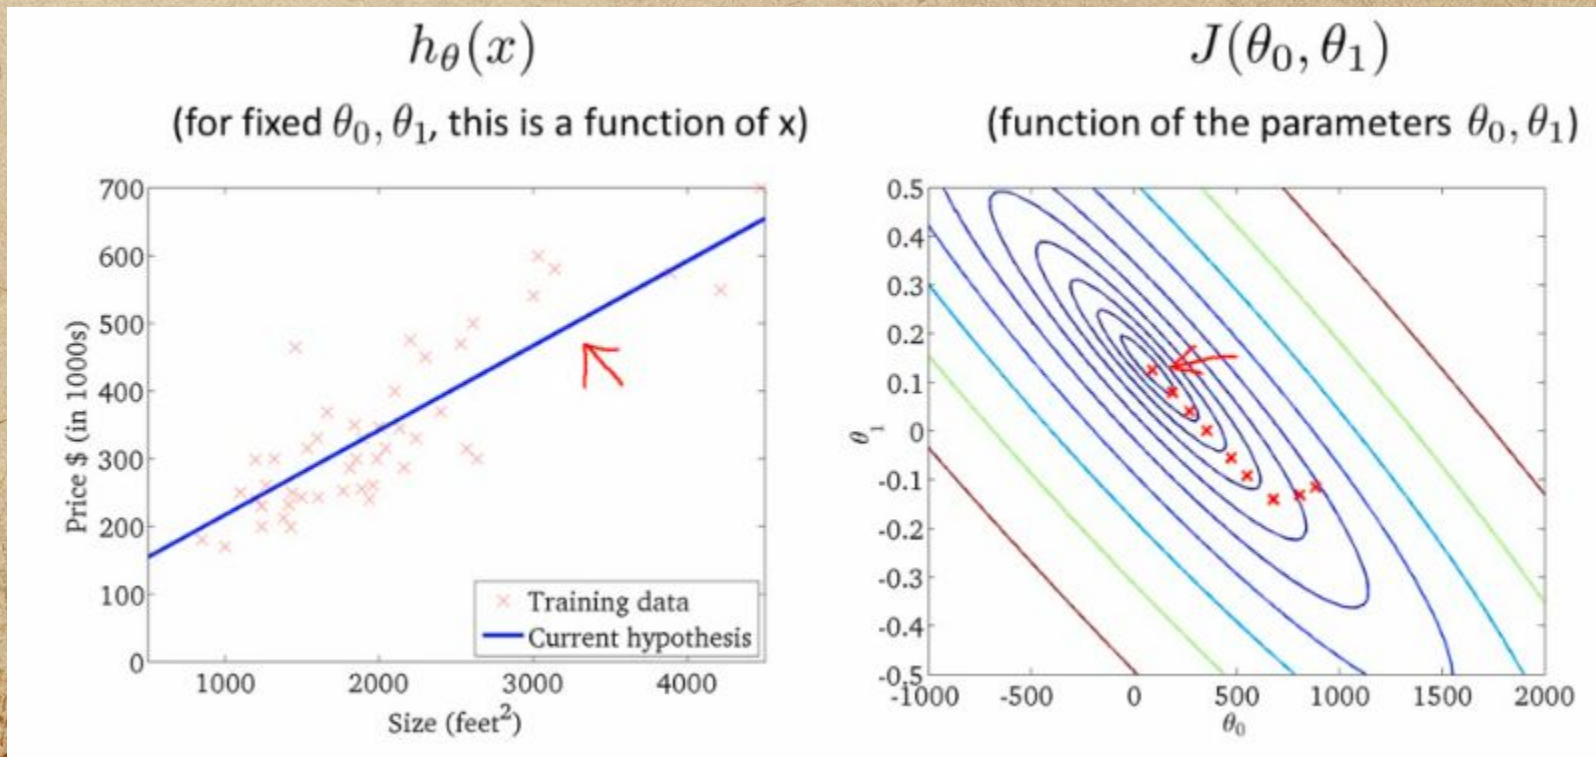 h_θ(x)
(for fixed θ₀, θ₁, this is a function of x)
700
600
500
400
300
200
100
0
Price $ (in 1000s)
1000 2000 3000 4000
Size (feet²)
Training data
Current hypothesis
J(θ₀, θ₁)
(function of the parameters θ₀, θ₁)
0.5
0.4
0.3
0.2
0.1
0
-0.1
-0.2
-0.3
-0.4
-0.5
θ₁
-1000 -500 0 500 1000 1500 2000
θ₀